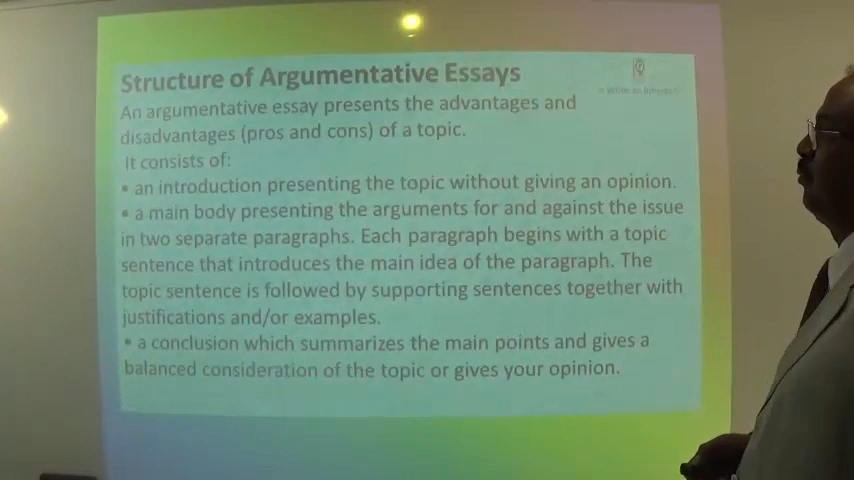 Structure of Argumentative Essays
An argumentative essay presents the advantages and
disadvantages (pros and cons) of a topic.
It consists of:
• an introduction presenting the topic without giving an opinion.
• a main body presenting the arguments for and against the issue
in two separate paragraphs. Each paragraph begins with a topic
sentence that introduces the main idea of the paragraph. The
topic sentence is followed by supporting sentences together with
justifications and/or examples.
• a conclusion which summarizes the main points and gives a
balanced consideration of the topic or gives your opinion.